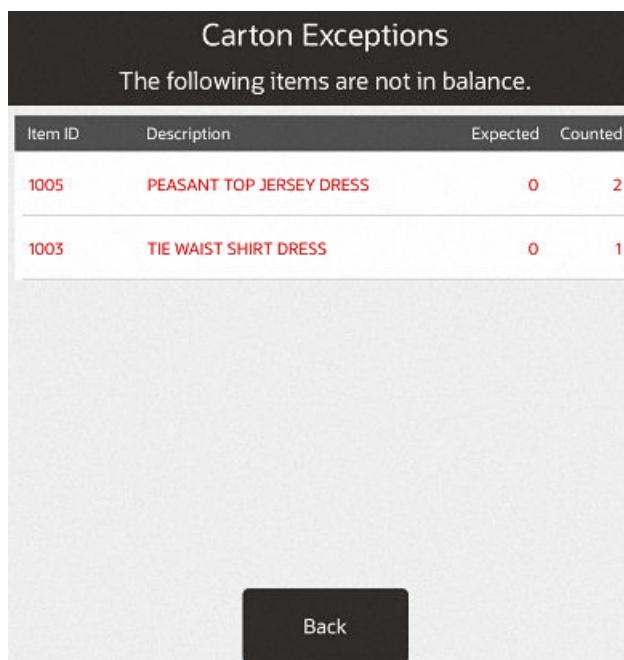 Carton Exceptions
The following items are not in balance.
Item ID Description Expected Counted
1005 PEASANT TOP JERSEY DRESS 0 2
1003 TIE WAIST SHIRT DRESS 0 1
Back